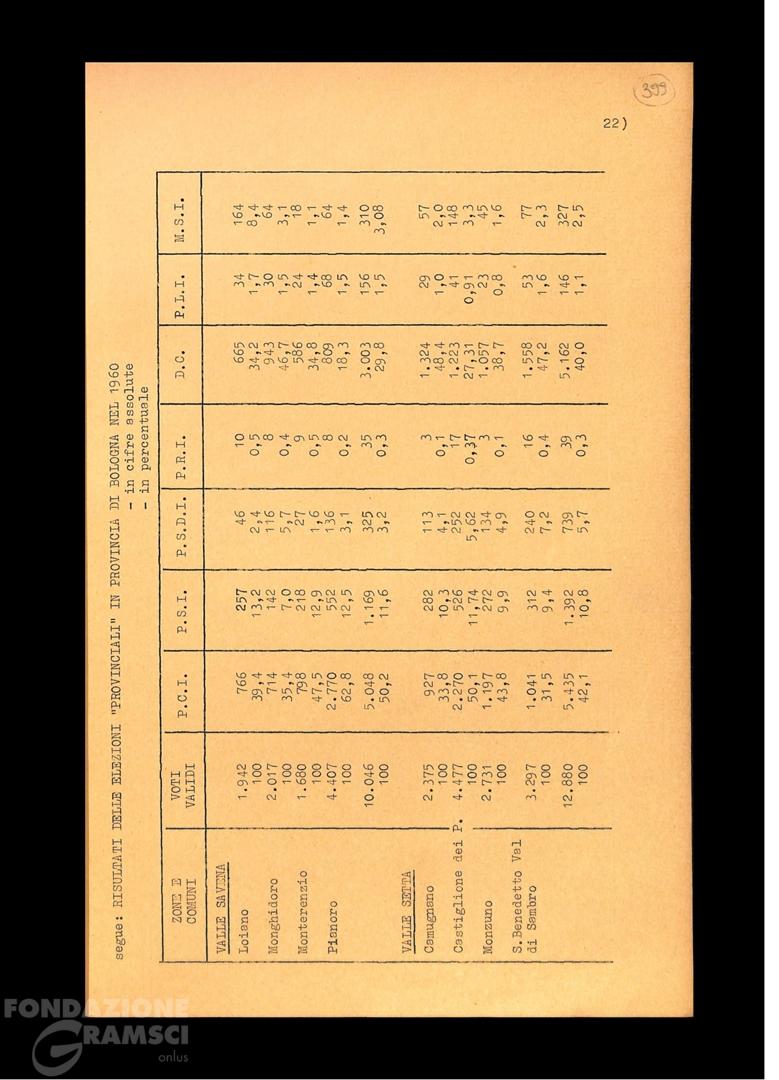 399
22)
segue: RISULTATI DELLE ELEZIONI "PROVINCIALI" IN PROVINCIA DI BOLOGNA NEL 1960
- in cifre assolute
- in percentuale
ZONE E COMUNI VOTI VALIDI P.C.I. P.S.I. P.S.D.I. P.R.I. D.C. P.L.I. M.S.I.
VALLE SAVENA
Loiano 1.942 766 257 46 10 665 34 164
100 39,4 13,2 2,4 0,5 34,2 1,7 8,4
Monghidoro 2.017 714 142 116 8 943 30 64
100 35,4 7,0 5,7 0,4 46,7 1,5 3,1
Monterenzio 1.680 798 218 27 9 586 24 18
100 47,5 12,9 1,6 0,5 34,8 1,4 1,1
Pianoro 4.407 2.770 552 136 8 809 68 64
100 62,8 12,5 3,1 0,2 18,3 1,5 1,4
10.046 5.048 1.169 325 35 3.003 156 310
100 50,2 11,6 3,2 0,3 29,8 1,5 3,08
VALLE SETTA
Camugnano 2.375 927 282 113 3 1.324 29 57
100 33,8 10,3 4,1 0,1 48,4 1,0 2,0
Castiglione dei P. 4.477 2.270 526 252 17 1.223 41 148
100 50,1 11,74 5,62 0,37 27,31 0,91 3,3
Monzuno 2.731 1.197 272 134 3 1.057 23 45
100 43,8 9,9 4,9 0,1 38,7 0,8 1,6
S.Benedetto Val
di Sambro 3.297 1.041 312 240 16 1.558 53 77
100 31,5 9,4 7,2 0,4 47,2 1,6 2,3
12.880 5.435 1.392 739 39 5.162 146 327
100 42,1 10,8 5,7 0,3 40,0 1,1 2,5
FONDAZIONE
GRAMSCI
onlus